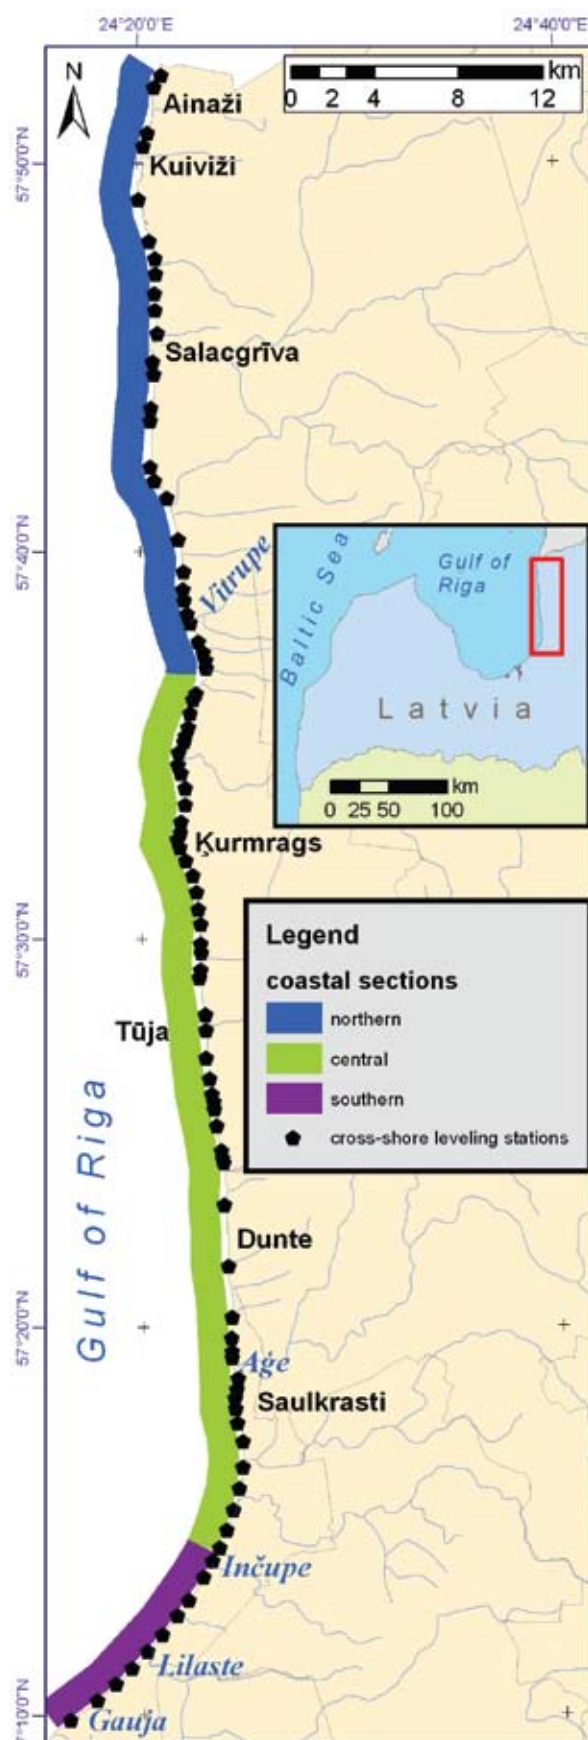 24°20'0"E
24°40'0"E
N
km
0 2 4 8 12
Ainaži
57°50'0"N
Kuiviži
Salacgrīva
57°40'0"N
Vitrupe
Baltic Sea
Gulf of
Riga
Latvia
km
0 25 50 100
Ķurmrags
57°30'0"N
Legend
coastal sections
northern
central
southern
cross-shore leveling stations
Tūja
Gulf of Riga
Dunte
57°20'0"N
Aģe
Saulkrasti
Inčupe
Lilaste
57°10'0"N
Gauja